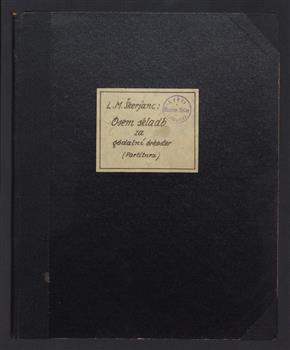 L. M. Škerjanc:
Osem skladb
za
godalni orkester
(Partitura)